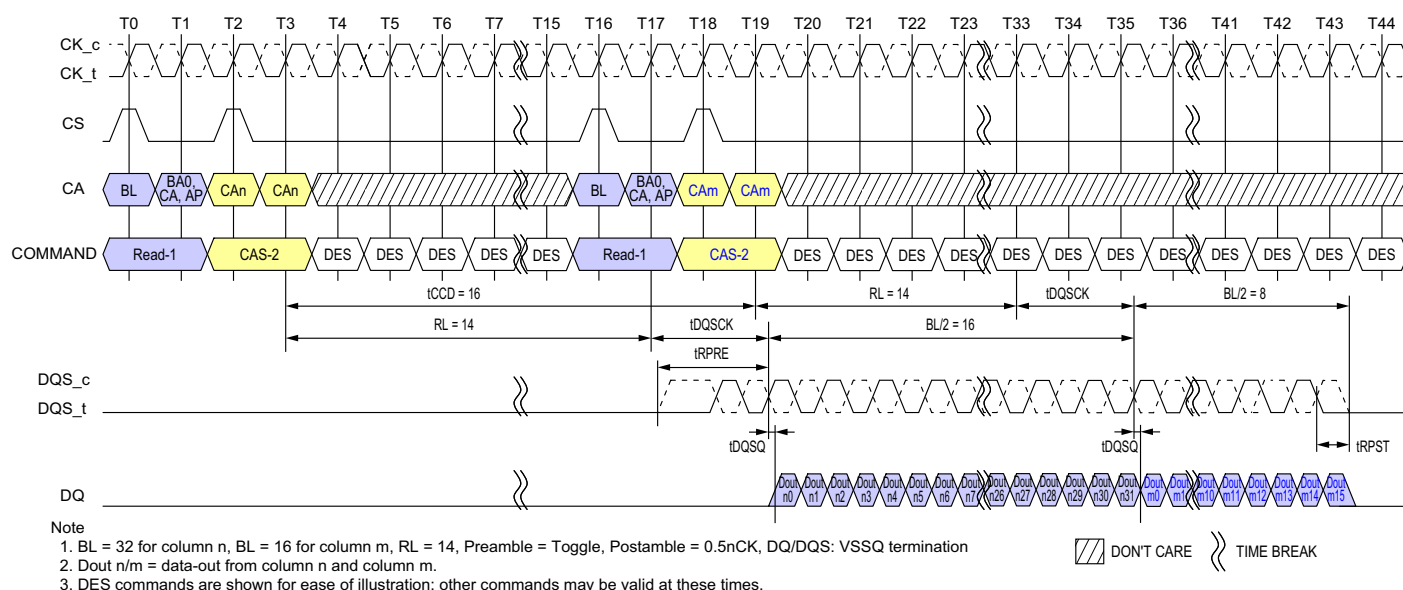 T0 T1 T2 T3 T4 T5 T6 T7 T15 T16 T17 T18 T19 T20 T21 T22 T23 T33 T34 T35 T36 T41 T42 T43 T44
CK_c
CK_t
CS
CA BL BA0, CA, AP CAn CAn BL BA0, CA, AP CAm CAm
COMMAND Read-1 CAS-2 DES DES DES DES DES Read-1 CAS-2 DES DES DES DES DES DES DES DES DES DES DES DES
tCCD = 16 RL = 14 tDQSCK BL/2 = 8
RL = 14 tDQSCK BL/2 = 16
tRPRE
DQS_c
DQS_t
tDQSQ tDQSQ tRPST
DQ Dout n0 Dout n1 Dout n2 Dout n3 Dout n4 Dout n5 Dout n6 Dout n7 Dout n26 Dout n27 Dout n28 Dout n29 Dout n30 Dout n31 Dout m0 Dout m1 Dout m10 Dout m11 Dout m12 Dout m13 Dout m14 Dout m15
Note
1. BL = 32 for column n, BL = 16 for column m, RL = 14, Preamble = Toggle, Postamble = 0.5nCK, DQ/DQS: VSSQ termination
2. Dout n/m = data-out from column n and column m.
3. DES commands are shown for ease of illustration; other commands may be valid at these times.
DON'T CARE TIME BREAK